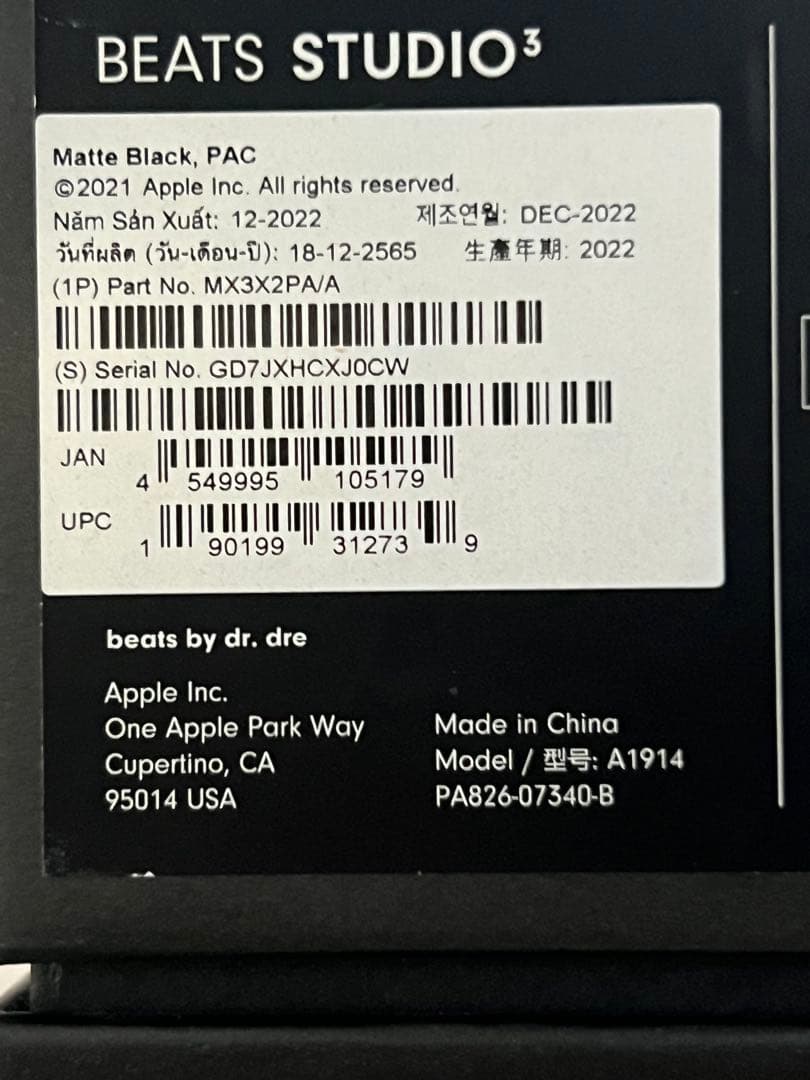 BEATS STUDIO³
Matte Black, PAC
©2021 Apple Inc. All rights reserved.
Năm Sản Xuất: 12-2022 제조연월: DEC-2022
วันที่ผลิต (วัน-เดือน-ปี): 18-12-2565 生產年期: 2022
(1P) Part No. MX3X2PA/A
(S) Serial No. GD7JXHCXJ0CW
JAN 4 549995 105179
UPC 1 90199 31273 9
beats by dr. dre
Apple Inc.
One Apple Park Way
Cupertino, CA
95014 USA
Made in China
Model / 型号: A1914
PA826-07340-B